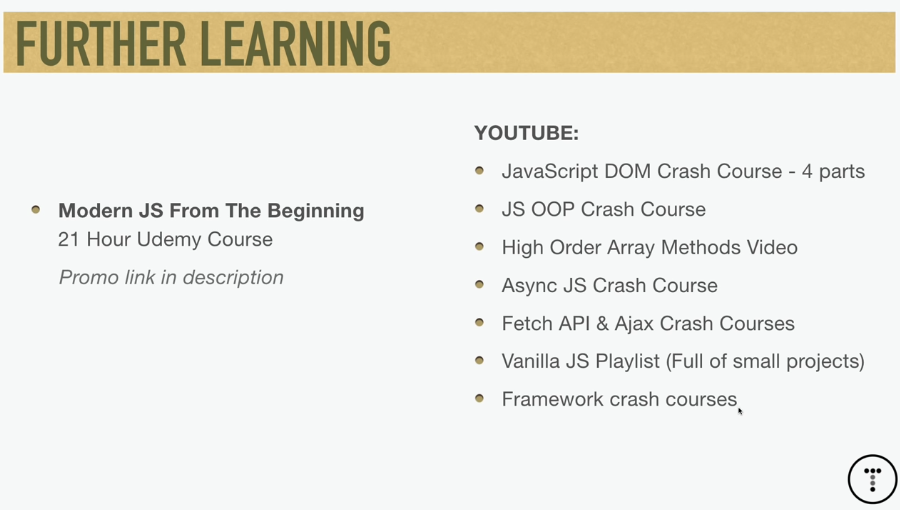 FURTHER LEARNING
Modern JS From The Beginning
21 Hour Udemy Course
Promo link in description
YOUTUBE:
JavaScript DOM Crash Course - 4 parts
JS OOP Crash Course
High Order Array Methods Video
Async JS Crash Course
Fetch API & Ajax Crash Courses
Vanilla JS Playlist (Full of small projects)
Framework crash courses